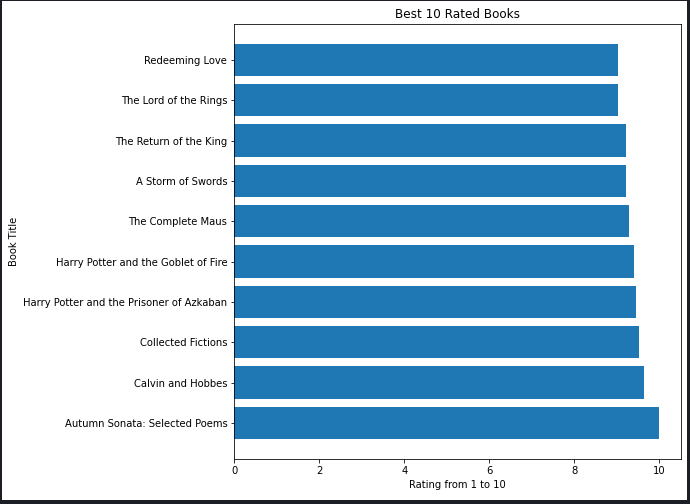 Best 10 Rated Books
Book Title
Redeeming Love
The Lord of the Rings
The Return of the King
A Storm of Swords
The Complete Maus
Harry Potter and the Goblet of Fire
Harry Potter and the Prisoner of Azkaban
Collected Fictions
Calvin and Hobbes
Autumn Sonata: Selected Poems
0 2 4 6 8 10
Rating from 1 to 10